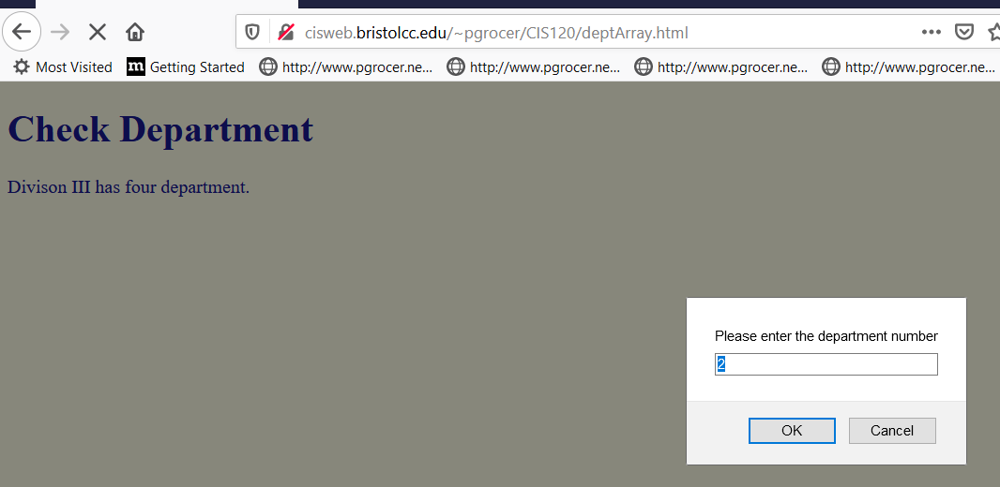 cisweb.bristolcc.edu/~pgrocer/CIS120/deptArray.html
Most Visited m Getting Started http://www.pgrocer.ne... http://www.pgrocer.ne... http://www.pgrocer.ne... http://www.pgrocer.ne...
Check Department
Divison III has four department.
Please enter the department number
2
OK Cancel